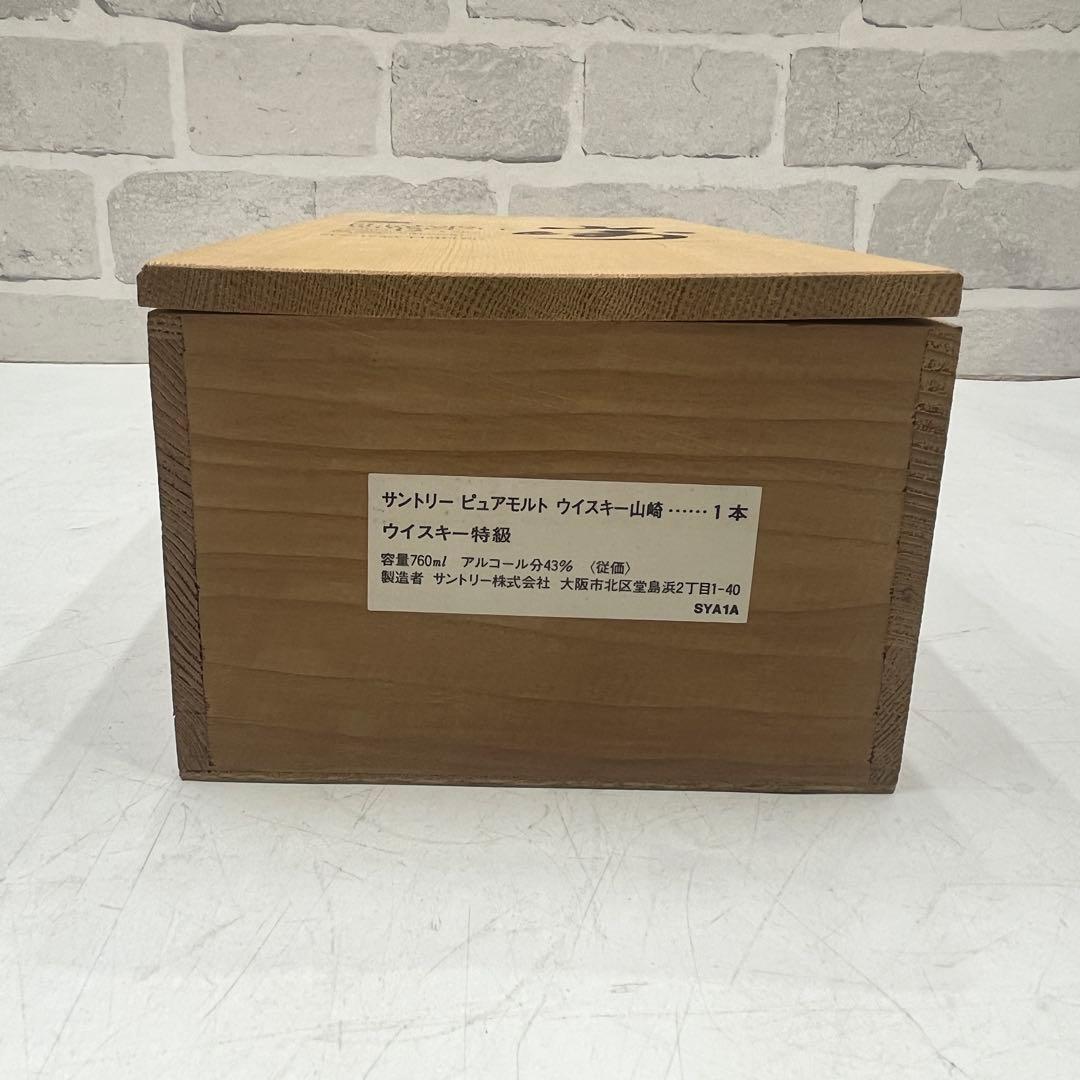 サントリー ピュアモルト ウイスキー山崎……1本
ウイスキー特級
容量760ml アルコール分43% 〈従価〉
製造者 サントリー株式会社 大阪市北区堂島浜2丁目1-40
SYA1A